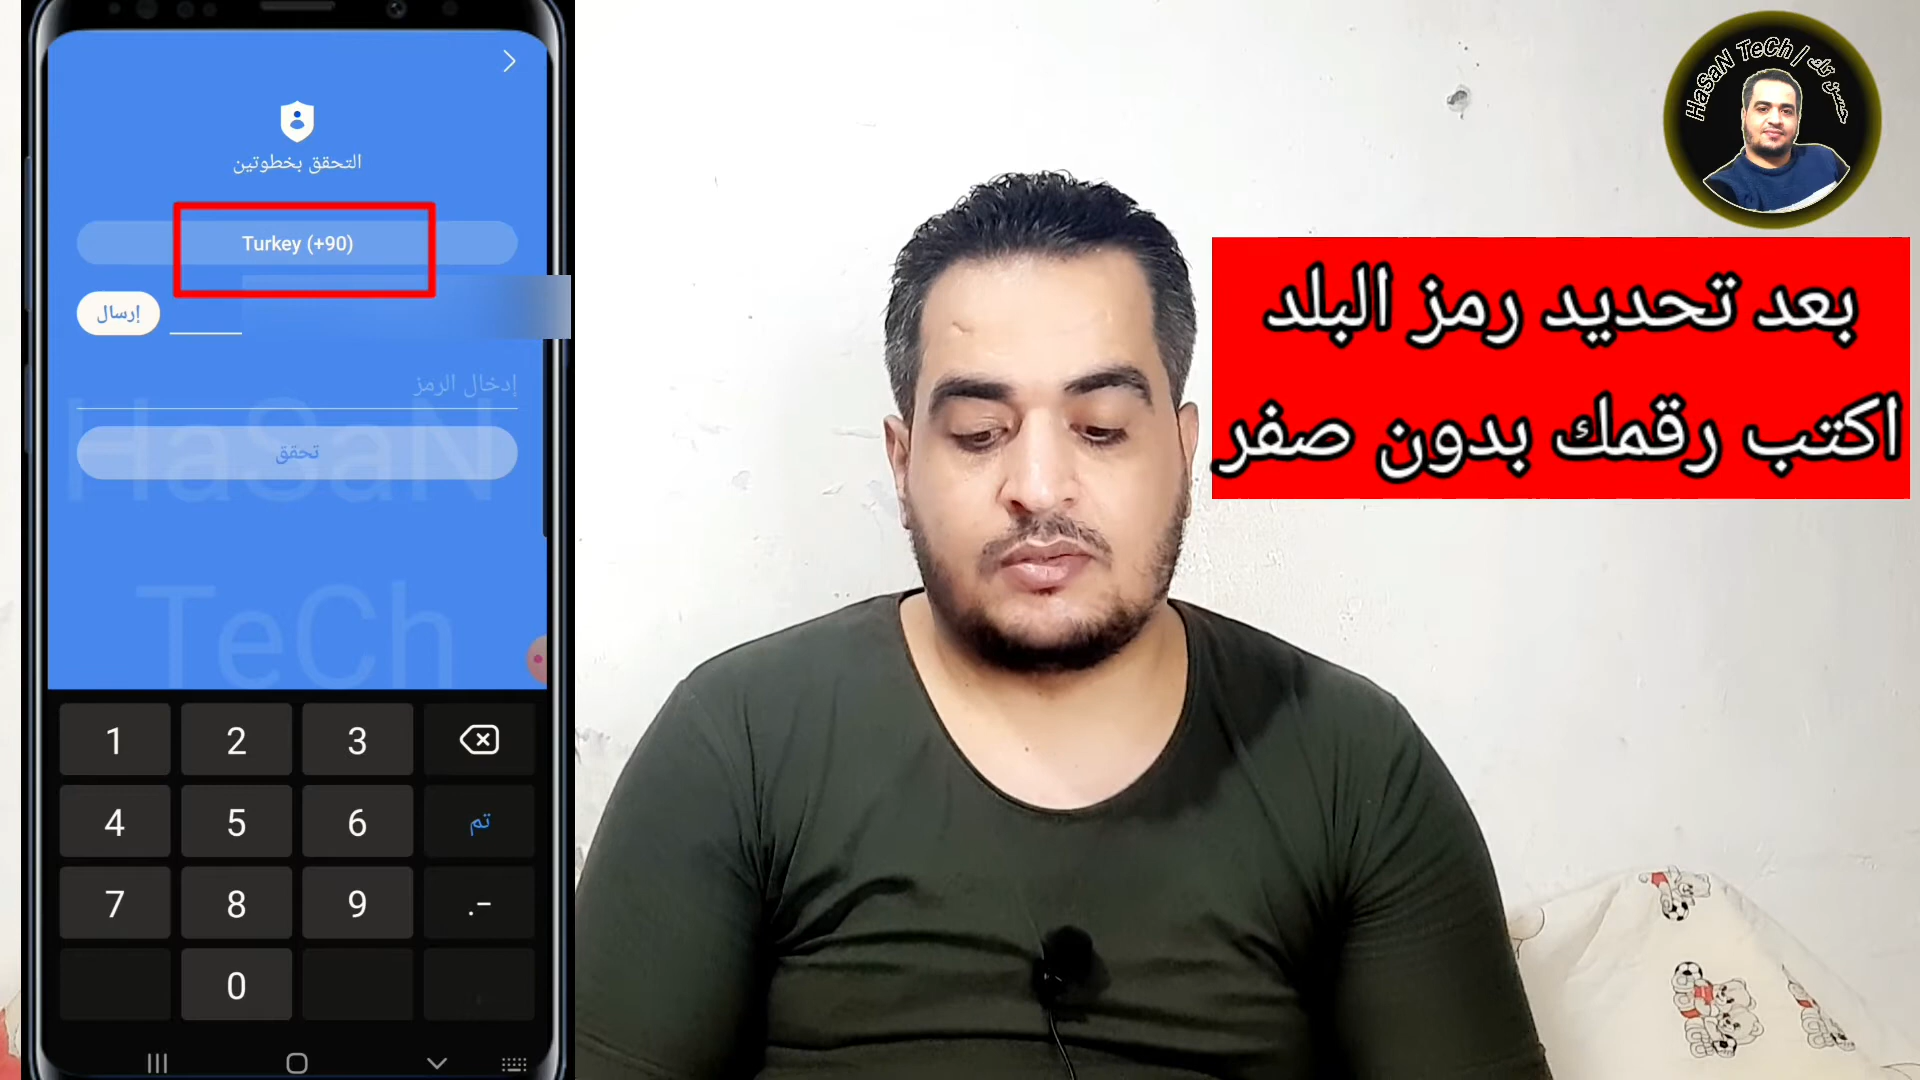 التحقق بخطوتين
Turkey (+90)
إرسال
إدخال الرمز
تحقق
HaSaN
TeCh
1 2 3
4 5 6 تم
7 8 9 .-
0
HaSaN TeCh | حسن تك
بعد تحديد رمز البلد
اكتب رقمك بدون صفر